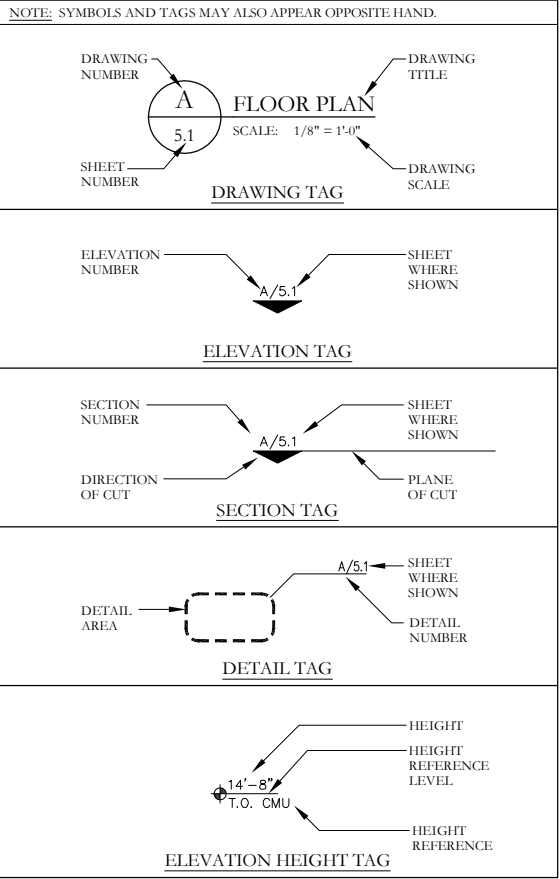 NOTE: SYMBOLS AND TAGS MAY ALSO APPEAR OPPOSITE HAND.
DRAWING
NUMBER
DRAWING
TITLE
A
5.1
FLOOR PLAN
SCALE: 1/8" = 1'-0"
SHEET
NUMBER
DRAWING
SCALE
DRAWING TAG
ELEVATION
NUMBER
SHEET
WHERE
SHOWN
A/5.1
ELEVATION TAG
SECTION
NUMBER
SHEET
WHERE
SHOWN
A/5.1
DIRECTION
OF CUT
PLANE
OF CUT
SECTION TAG
A/5.1
SHEET
WHERE
SHOWN
DETAIL
AREA
DETAIL
NUMBER
DETAIL TAG
HEIGHT
HEIGHT
REFERENCE
LEVEL
14'-8"
T.O. CMU
HEIGHT
REFERENCE
ELEVATION HEIGHT TAG